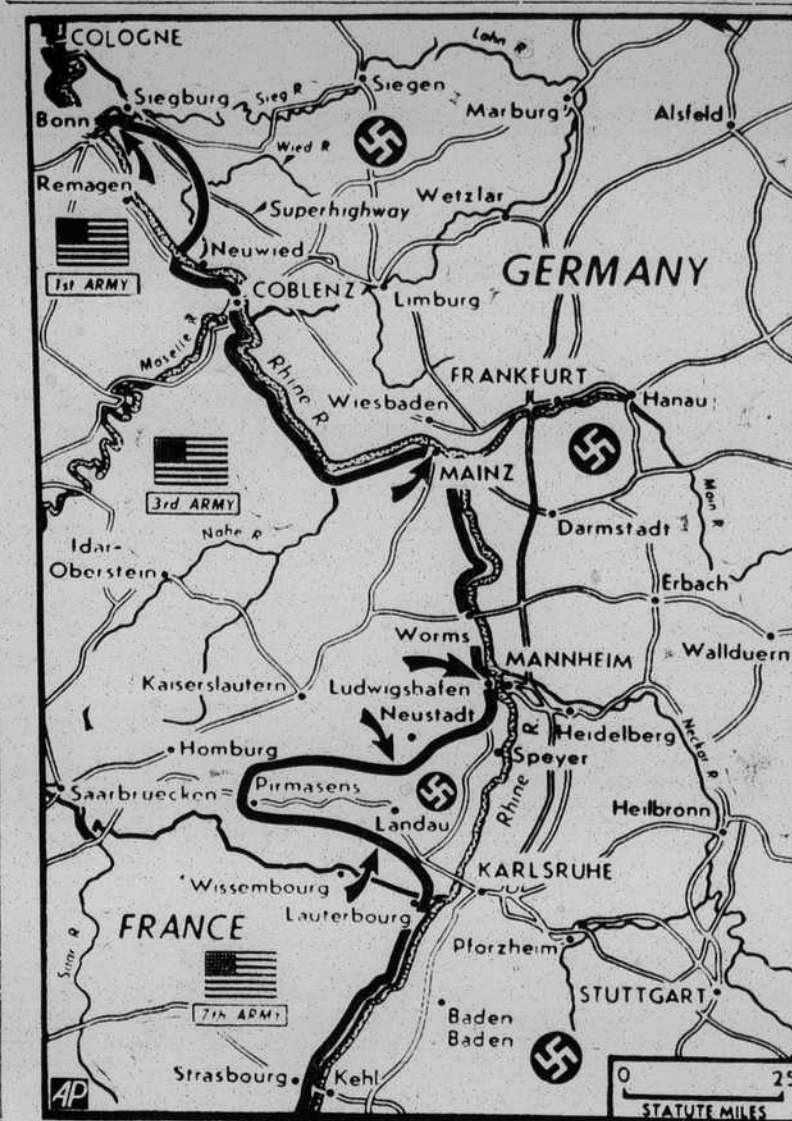 COLOGNE
Lahn R
Siegburg
Sieg R
Siegen
Bonn
Marburg
Alsfeld
Wied R
Remagen
Superhighway
Wetzlar
1st ARMY
Neuwied
GERMANY
COBLENZ
Limburg
Moselle R
Rhine R
FRANKFURT
Wiesbaden
Hanau
MAINZ
3rd ARMY
Main R
Nahe R
Darmstadt
Idar-
Oberstein
Erbach
Worms
MANNHEIM
Wallduern
Kaiserslautern
Ludwigshafen
Neustadt
Heidelberg
Neckar R
Homburg
Speyer
Rhine R.
Saarbruecken
Pirmasens
Landau
Heilbronn
KARLSRUHE
Wissembourg
Lauterbourg
FRANCE
Pforzheim
Saar R
7th ARMY
STUTTGART
Baden
Baden
Strasbourg
Kehl
AP
0 25
STATUTE MILES